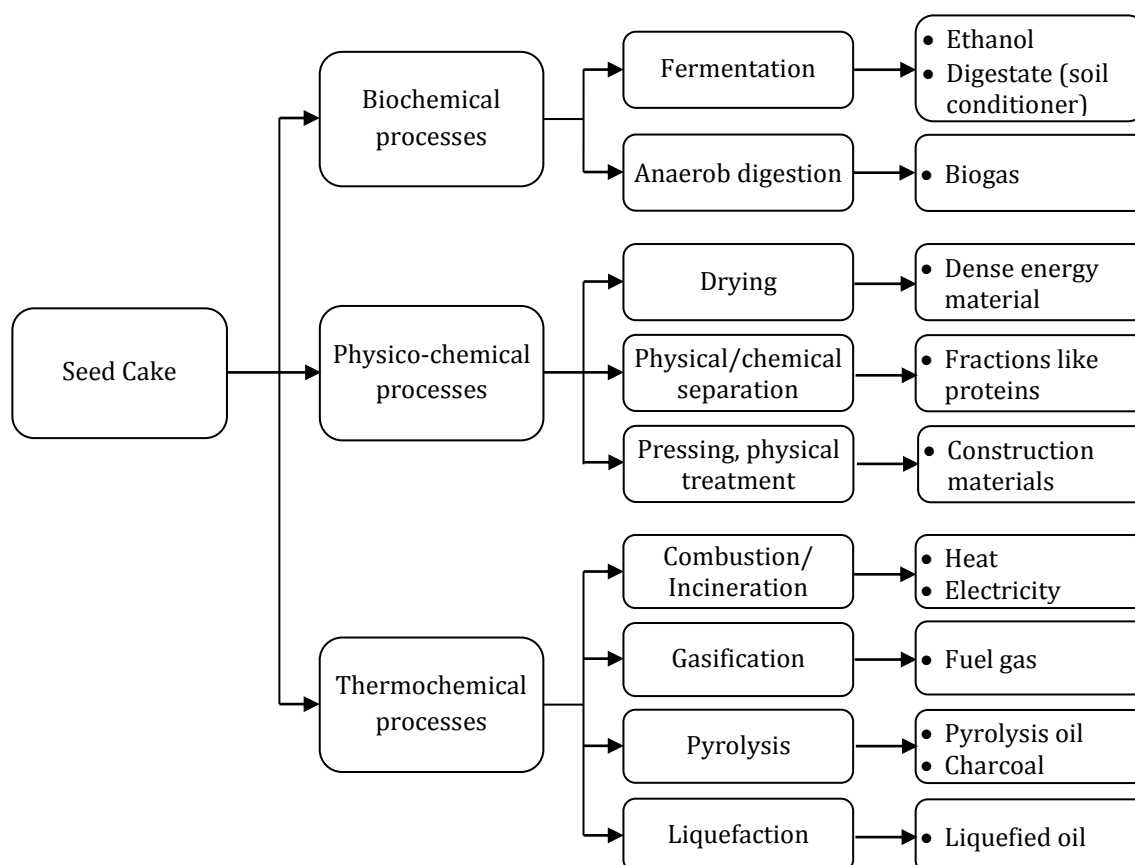 Seed Cake
Biochemical
processes
Fermentation
• Ethanol
• Digestate (soil
conditioner)
Anaerob digestion
• Biogas
Physico-chemical
processes
Drying
• Dense energy
material
Physical/chemical
separation
• Fractions like
proteins
Pressing, physical
treatment
• Construction
materials
Thermochemical
processes
Combustion/
Incineration
• Heat
• Electricity
Gasification
• Fuel gas
Pyrolysis
• Pyrolysis oil
• Charcoal
Liquefaction
• Liquefied oil